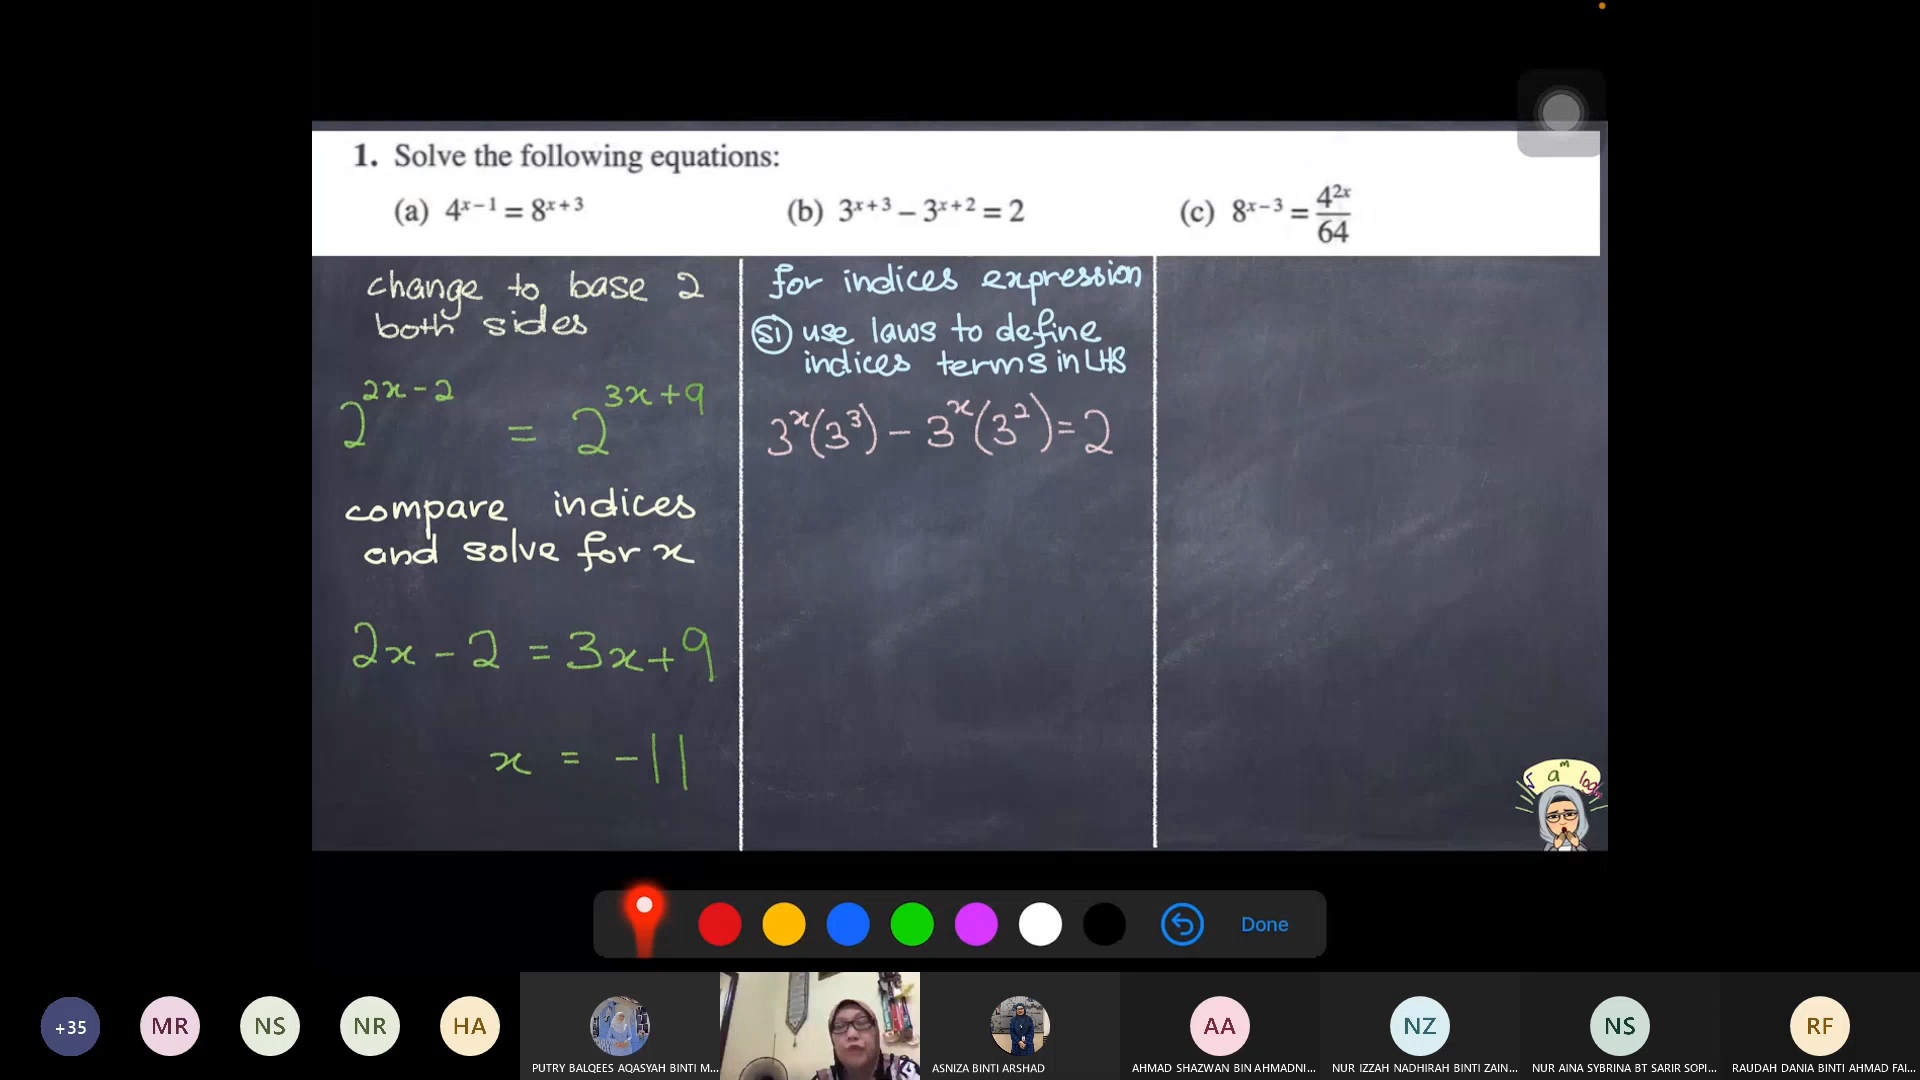 1. Solve the following equations:
(a) 4^{x-1} = 8^{x+3}
(b) 3^{x+3} - 3^{x+2} = 2
(c) 8^{x-3} = \frac{4^{2x}}{64}
change to base 2
both sides
2^{2x-2} = 2^{3x+9}
compare indices
and solve for x
2x - 2 = 3x + 9
x = -11
for indices expression
S1 use laws to define
indices terms in LHS
3^x(3^3) - 3^x(3^2) = 2
√ a^m log
Done
+35
MR
NS
NR
HA
PUTRY BALQEES AQASYAH BINTI M...
ASNIZA BINTI ARSHAD
AA
AHMAD SHAZWAN BIN AHMADNI...
NZ
NUR IZZAH NADHIRAH BINTI ZAIN...
NS
NUR AINA SYBRINA BT SARIR SOPI...
RF
RAUDAH DANIA BINTI AHMAD FAI...